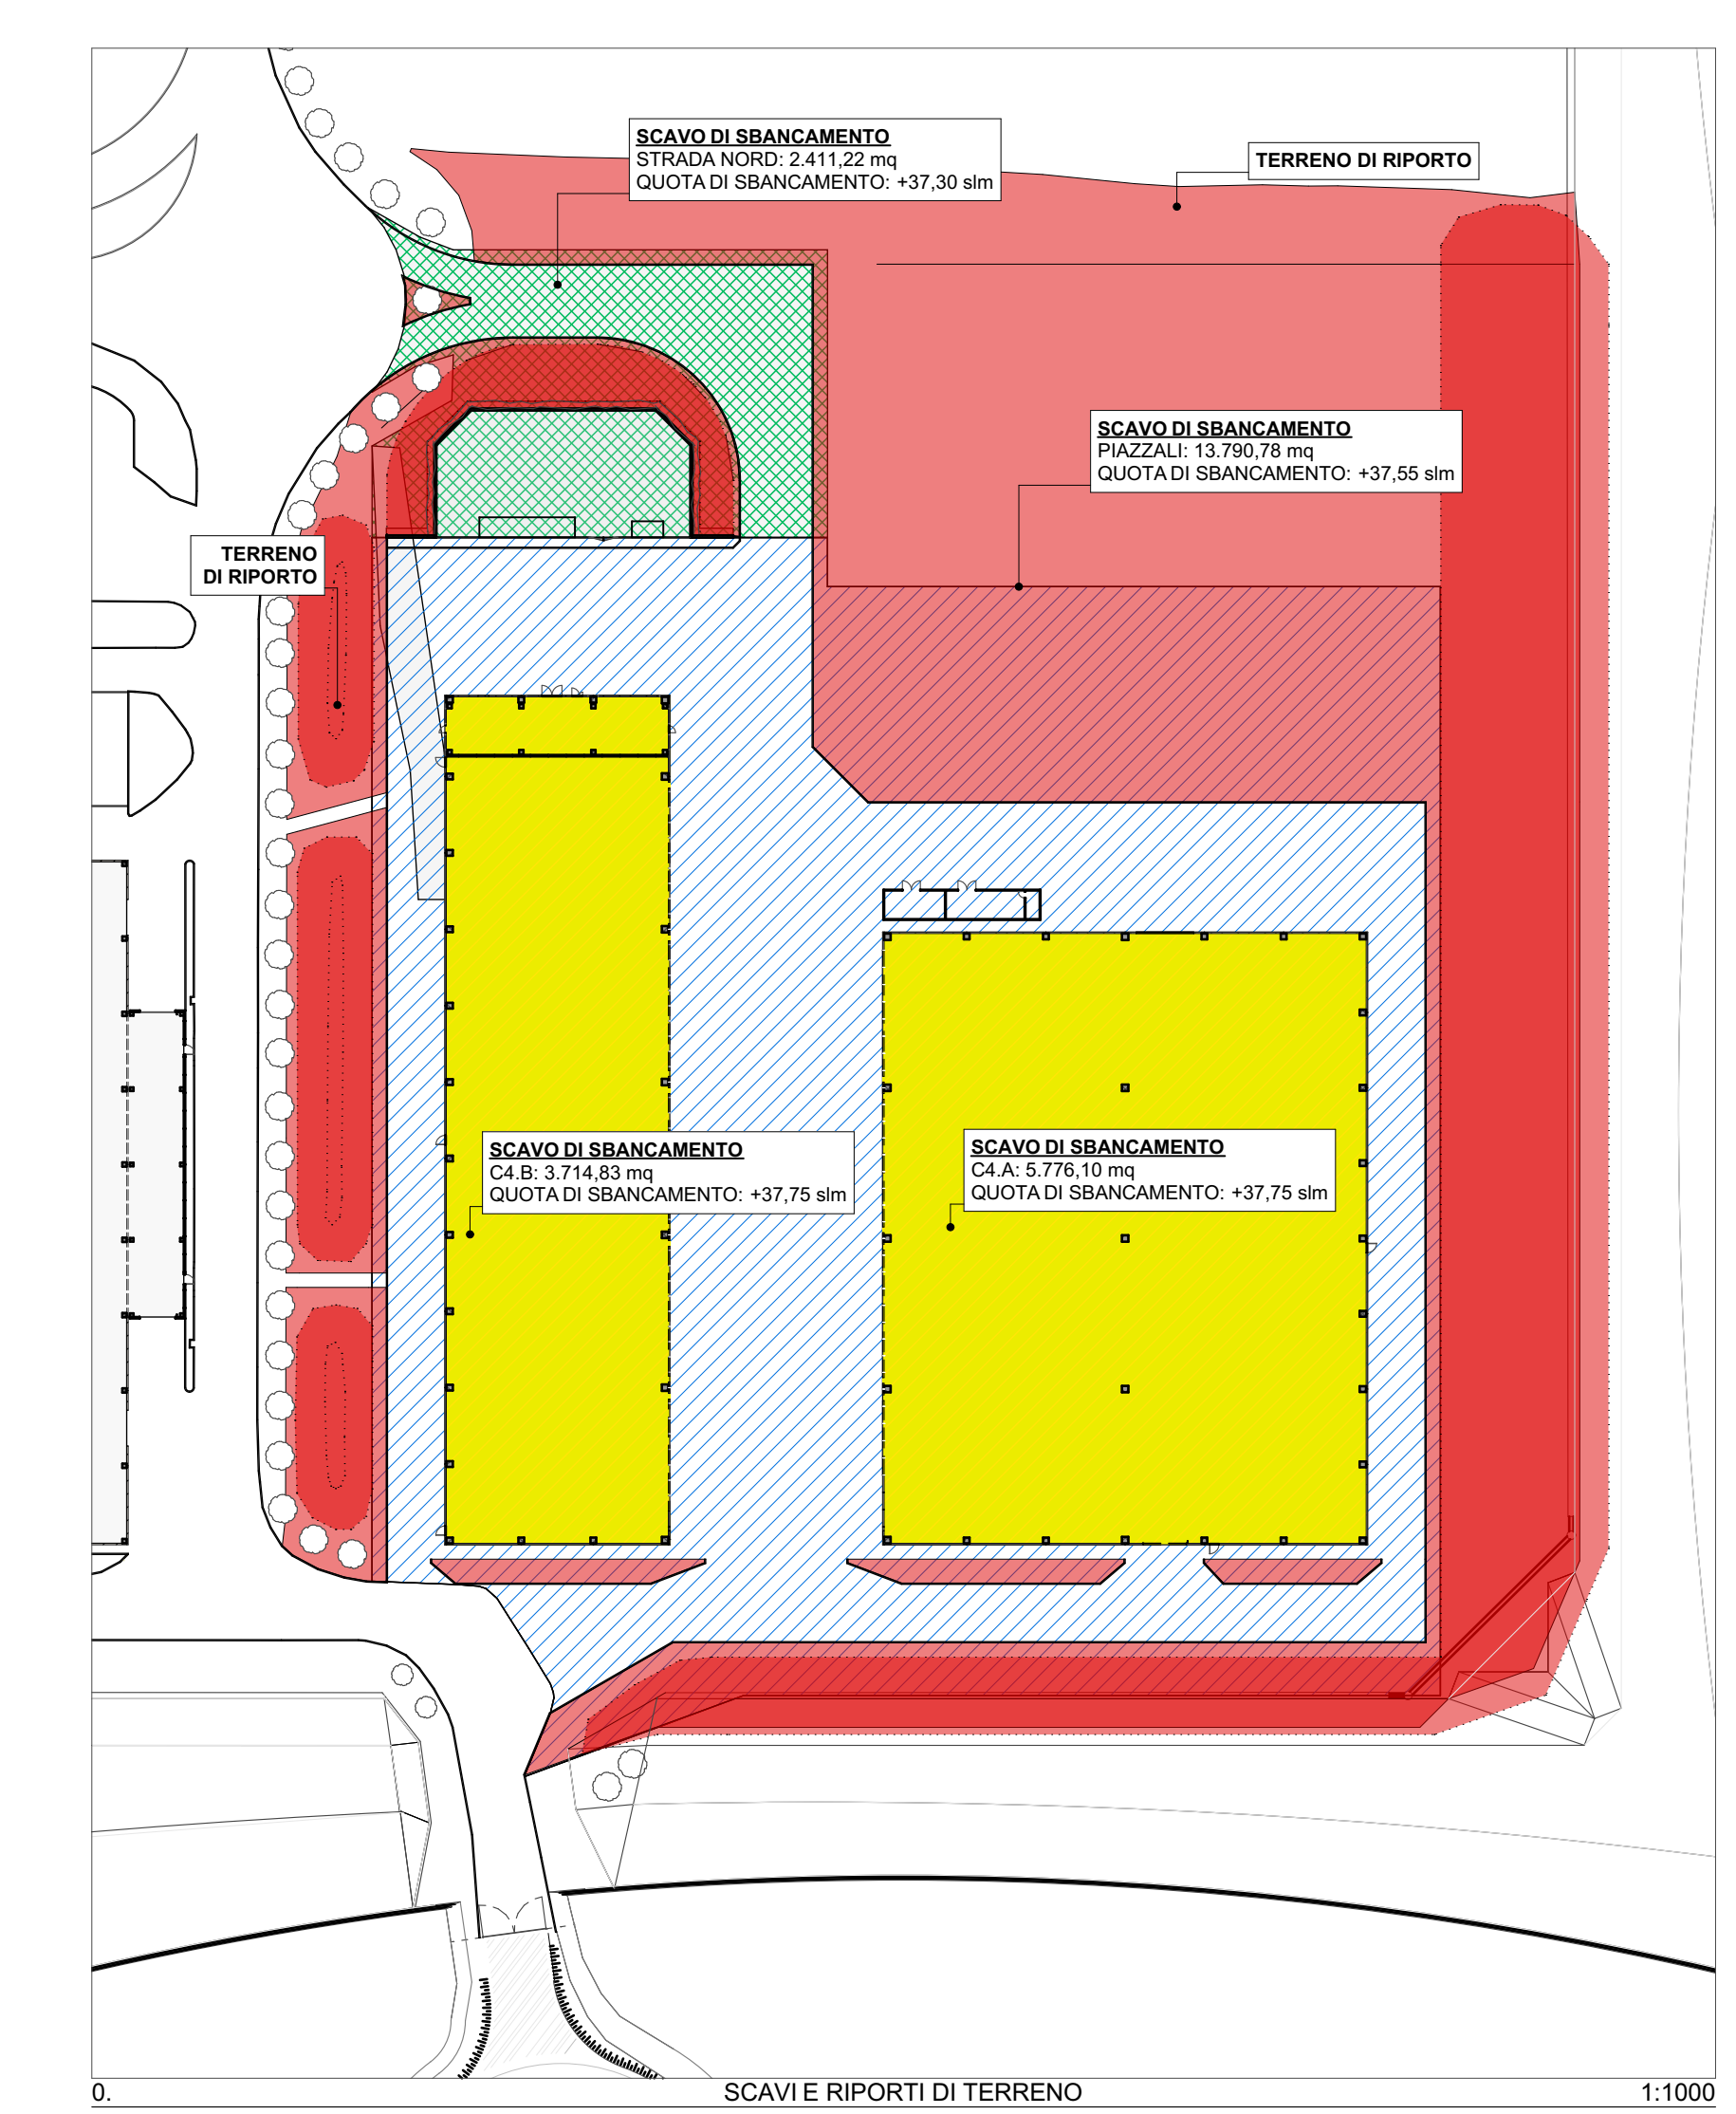 SCAVO DI SBANCAMENTO
STRADA NORD: 2.411,22 mq
QUOTA DI SBANCAMENTO: +37,30 slm
TERRENO DI RIPORTO
SCAVO DI SBANCAMENTO
PIAZZALI: 13.790,78 mq
QUOTA DI SBANCAMENTO: +37,55 slm
TERRENO
DI RIPORTO
SCAVO DI SBANCAMENTO
C4.B: 3.714,83 mq
QUOTA DI SBANCAMENTO: +37,75 slm
SCAVO DI SBANCAMENTO
C4.A: 5.776,10 mq
QUOTA DI SBANCAMENTO: +37,75 slm
0. SCAVI E RIPORTI DI TERRENO 1:1000